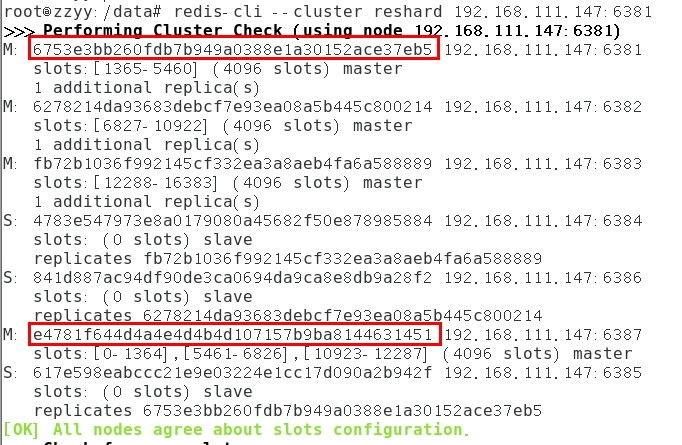 root@zzyy:/data# redis-cli --cluster reshard 192.168.111.147:6381
>>> Performing Cluster Check (using node 192.168.111.147:6381)
M: 6753e3bb260fdb7b949a0388e1a30152ace37eb5 192.168.111.147:6381
slots:[1365-5460] (4096 slots) master
1 additional replica(s)
M: 6278214da93683debcf7e93ea08a5b445c800214 192.168.111.147:6382
slots:[6827-10922] (4096 slots) master
1 additional replica(s)
M: fb72b1036f992145cf332ea3a8aeb4fa6a588889 192.168.111.147:6383
slots:[12288-16383] (4096 slots) master
1 additional replica(s)
S: 4783e547973e8a0179080a45682f50e878985884 192.168.111.147:6384
slots: (0 slots) slave
replicates fb72b1036f992145cf332ea3a8aeb4fa6a588889
S: 841d887ac94df90de3ca0694da9ca8e8db9a28f2 192.168.111.147:6386
slots: (0 slots) slave
replicates 6278214da93683debcf7e93ea08a5b445c800214
M: e4781f644d4a4e4d4b4d107157b9ba8144631451 192.168.111.147:6387
slots:[0-1364],[5461-6826],[10923-12287] (4096 slots) master
S: 617e598eabccc21e9e03224e1cc17d090a2b942f 192.168.111.147:6385
slots: (0 slots) slave
replicates 6753e3bb260fdb7b949a0388e1a30152ace37eb5
[OK] All nodes agree about slots configuration.